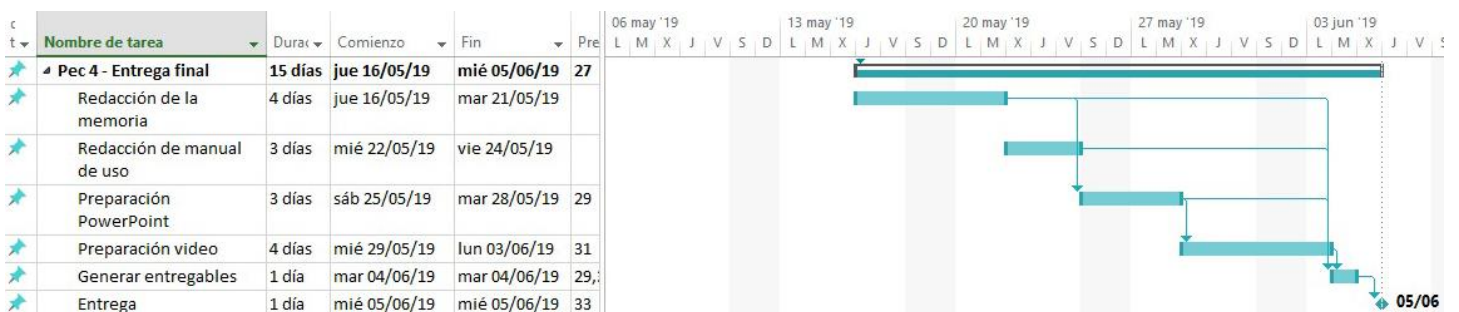 c 06 may '19 13 may '19 20 may '19 27 may '19 03 jun '19
t Nombre de tarea Durac Comienzo Fin Pre L M X J V S D L M X J V S D L M X J V S D L M X J V S D L M X J V S
Pec 4 - Entrega final 15 días jue 16/05/19 mié 05/06/19 27
Redacción de la 4 días jue 16/05/19 mar 21/05/19
memoria
Redacción de manual 3 días mié 22/05/19 vie 24/05/19
de uso
Preparación 3 días sáb 25/05/19 mar 28/05/19 29
PowerPoint
Preparación video 4 días mié 29/05/19 lun 03/06/19 31
Generar entregables 1 día mar 04/06/19 mar 04/06/19 29,
Entrega 1 día mié 05/06/19 mié 05/06/19 33 05/06